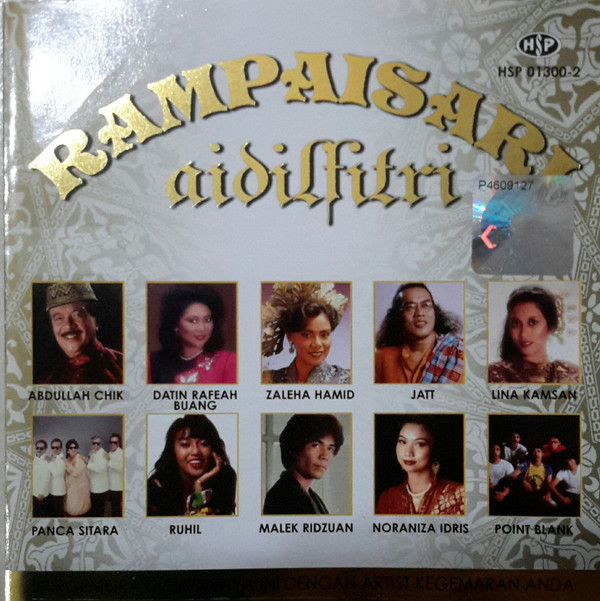 HSP
HSP 01300-2
RAMPAISARI
aidilfitri
P4609127
ABDULLAH CHIK
DATIN RAFEAH
BUANG
ZALEHA HAMID
JATT
LINA KAMSAN
PANCA SITARA
RUHIL
MALEK RIDZUAN
NORANIZA IDRIS
POINT BLANK
INI DENGAN ARTIST KEGEMARAN ANDA